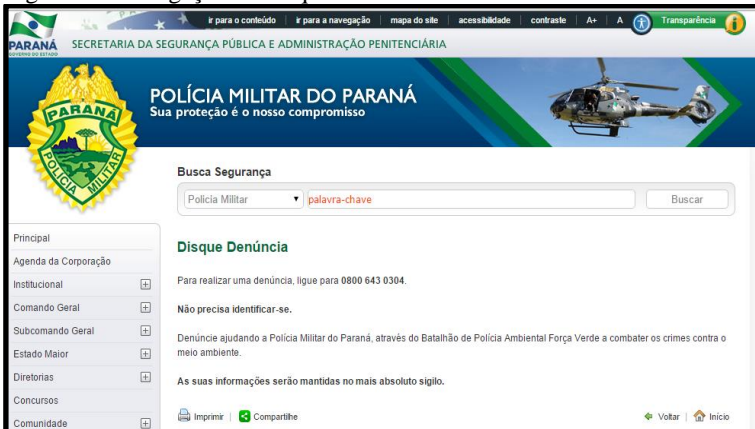 ir para o conteúdo | ir para a navegação | mapa do site | acessibilidade | contraste | A+ | A Transparência
PARANÁ
GOVERNO DO ESTADO
SECRETARIA DA SEGURANÇA PÚBLICA E ADMINISTRAÇÃO PENITENCIÁRIA
POLÍCIA MILITAR DO PARANÁ
Sua proteção é o nosso compromisso
PARANÁ
POLÍCIA MILITAR
Busca Segurança
Policia Militar palavra-chave Buscar
Principal
Agenda da Corporação
Institucional
Comando Geral
Subcomando Geral
Estado Maior
Diretorias
Concursos
Comunidade
Disque Denúncia
Para realizar uma denúncia, ligue para 0800 643 0304.
Não precisa identificar-se.
Denúncie ajudando a Polícia Militar do Paraná, através do Batalhão de Polícia Ambiental Força Verde a combater os crimes contra o
meio ambiente.
As suas informações serão mantidas no mais absoluto sigilo.
Imprimir | Compartilhe
Voltar | Início